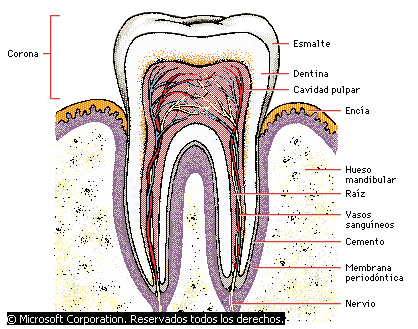 Corona
Esmalte
Dentina
Cavidad pulpar
Encía
Hueso
mandibular
Raíz
Vasos
sanguíneos
Cemento
Membrana
periodóntica
Nervio
© Microsoft Corporation. Reservados todos los derechos.